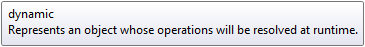 dynamic
Represents an object whose operations will be resolved at runtime.